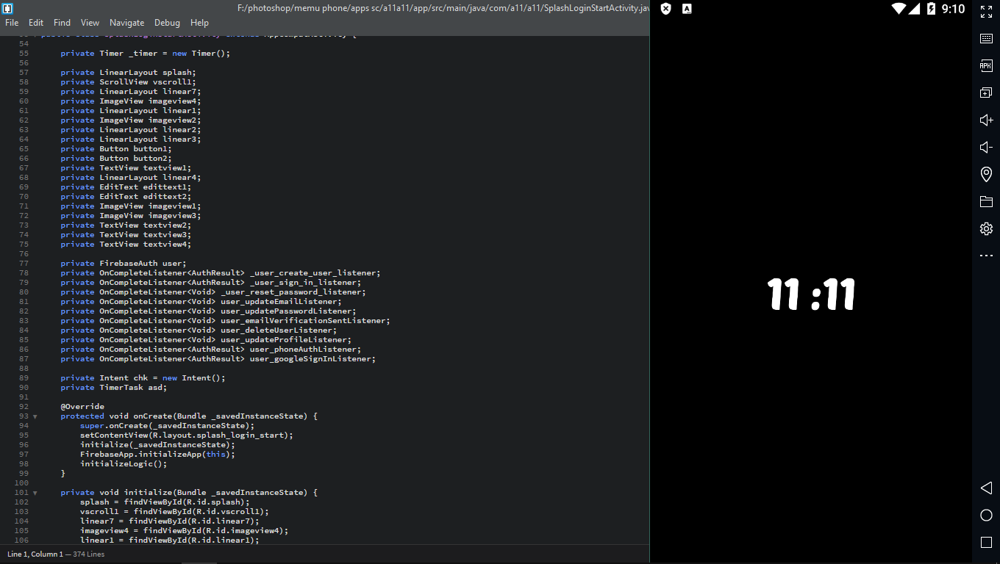 F:/photoshop/memu phone/apps sc/a11a11/app/src/main/java/com/a11/a11/SplashLoginStartActivity.jav
File Edit Find View Navigate Debug Help
54
55 private Timer _timer = new Timer();
56
57 private LinearLayout splash;
58 private ScrollView vscroll1;
59 private LinearLayout linear7;
60 private ImageView imageview4;
61 private LinearLayout linear1;
62 private ImageView imageview2;
63 private LinearLayout linear2;
64 private LinearLayout linear3;
65 private Button button1;
66 private Button button2;
67 private TextView textview1;
68 private LinearLayout linear4;
69 private EditText edittext1;
70 private EditText edittext2;
71 private ImageView imageview1;
72 private ImageView imageview3;
73 private TextView textview2;
74 private TextView textview3;
75 private TextView textview4;
76
77 private FirebaseAuth user;
78 private OnCompleteListener<AuthResult> _user_create_user_listener;
79 private OnCompleteListener<AuthResult> _user_sign_in_listener;
80 private OnCompleteListener<Void> _user_reset_password_listener;
81 private OnCompleteListener<Void> user_updateEmailListener;
82 private OnCompleteListener<Void> user_updatePasswordListener;
83 private OnCompleteListener<Void> user_emailVerificationSentListener;
84 private OnCompleteListener<Void> user_deleteUserListener;
85 private OnCompleteListener<Void> user_updateProfileListener;
86 private OnCompleteListener<AuthResult> user_phoneAuthListener;
87 private OnCompleteListener<AuthResult> user_googleSignInListener;
88
89 private Intent chk = new Intent();
90 private TimerTask asd;
91
92 @Override
93 protected void onCreate(Bundle _savedInstanceState) {
94 super.onCreate(_savedInstanceState);
95 setContentView(R.layout.splash_login_start);
96 initialize(_savedInstanceState);
97 FirebaseApp.initializeApp(this);
98 initializeLogic();
99 }
100
101 private void initialize(Bundle _savedInstanceState) {
102 splash = findViewById(R.id.splash);
103 vscroll1 = findViewById(R.id.vscroll1);
104 linear7 = findViewById(R.id.linear7);
105 imageview4 = findViewById(R.id.imageview4);
106 linear1 = findViewById(R.id.linear1);
Line 1, Column 1 — 374 Lines
A
9:10
APK
11 :11